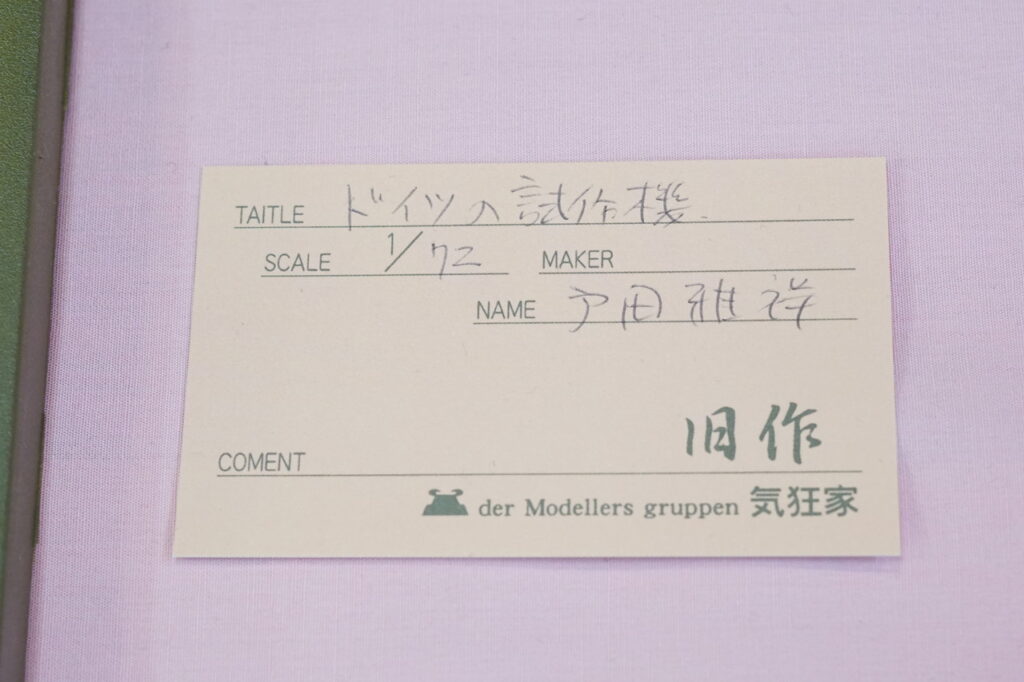 TAITLE ドイツの試作機
SCALE 1/72 MAKER
NAME 戸田雅祥
旧作
COMENT
der Modellers gruppen 気狂家